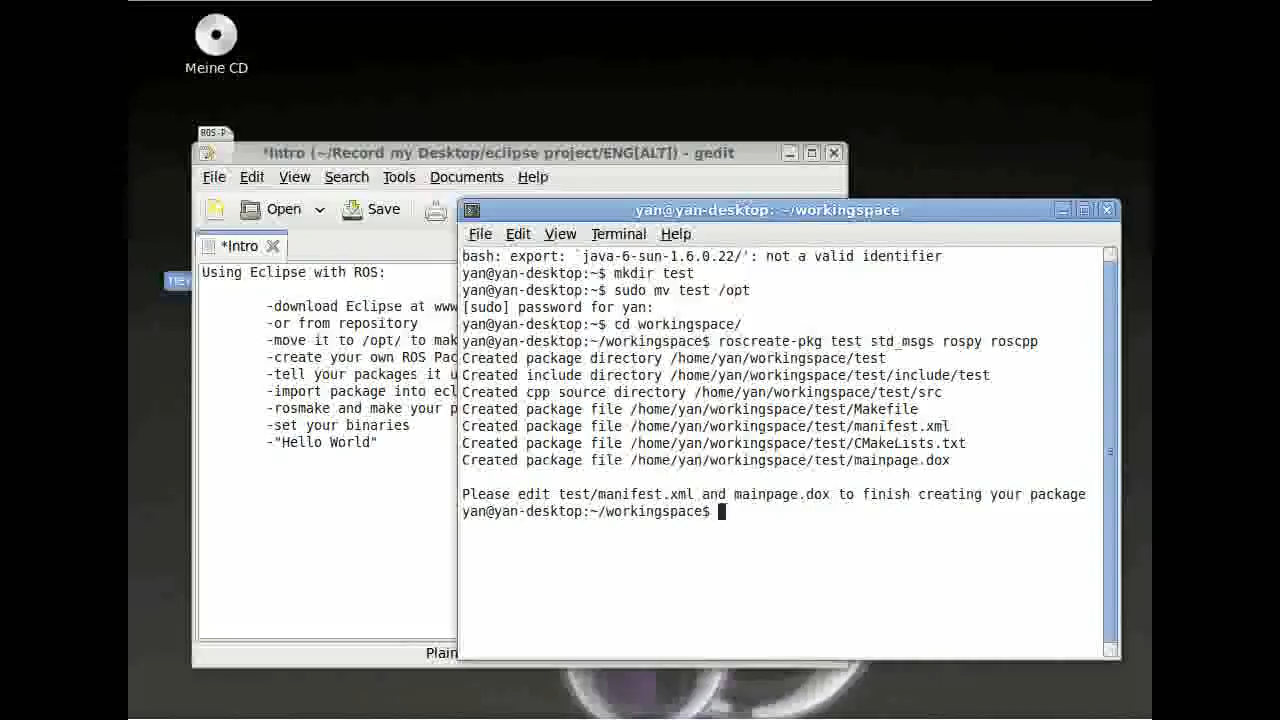 Meine CD
ROS-P
*Intro (~/Record my Desktop/eclipse project/ENG[ALT]) - gedit
File Edit View Search Tools Documents Help
Open Save
*Intro
Using Eclipse with ROS:
-download Eclipse at www
-or from repository
-move it to /opt/ to mak
-create your own ROS Pac
-tell your packages it u
-import package into ecl
-rosmake and make your p
-set your binaries
-"Hello World"
Plain
yan@yan-desktop: ~/workingspace
File Edit View Terminal Help
bash: export: `java-6-sun-1.6.0.22/': not a valid identifier
yan@yan-desktop:~$ mkdir test
yan@yan-desktop:~$ sudo mv test /opt
[sudo] password for yan:
yan@yan-desktop:~$ cd workingspace/
yan@yan-desktop:~/workingspace$ roscreate-pkg test std_msgs rospy roscpp
Created package directory /home/yan/workingspace/test
Created include directory /home/yan/workingspace/test/include/test
Created cpp source directory /home/yan/workingspace/test/src
Created package file /home/yan/workingspace/test/Makefile
Created package file /home/yan/workingspace/test/manifest.xml
Created package file /home/yan/workingspace/test/CMakeLists.txt
Created package file /home/yan/workingspace/test/mainpage.dox
Please edit test/manifest.xml and mainpage.dox to finish creating your package
yan@yan-desktop:~/workingspace$